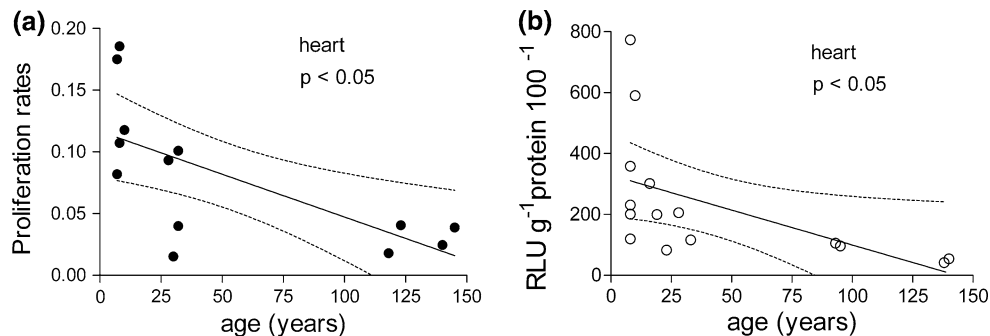 (a)
Proliferation rates
0.20
0.15
0.10
0.05
0.00
heart
p < 0.05
0 25 50 75 100 125 150
age (years)
(b)
RLU g⁻¹protein 100 ⁻¹
800
600
400
200
0
heart
p < 0.05
0 25 50 75 100 125 150
age (years)